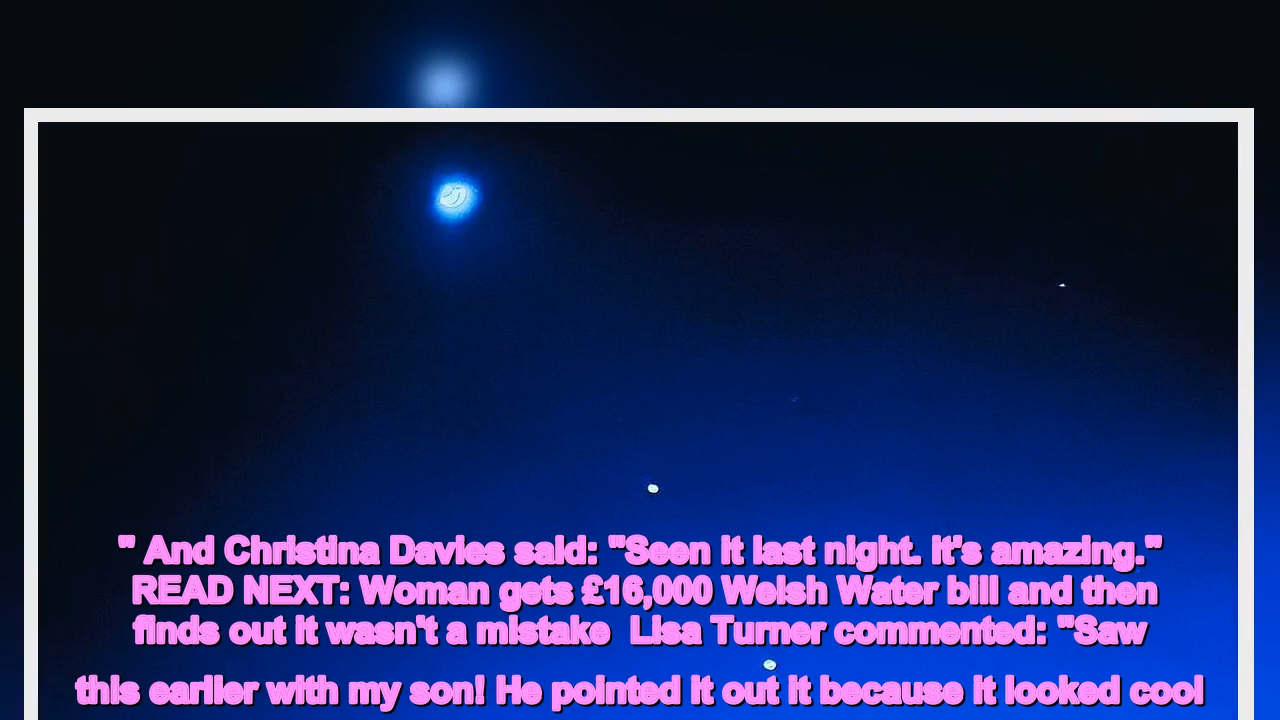 " And Christina Davies said: "Seen it last night. It's amazing."
READ NEXT: Woman gets £16,000 Welsh Water bill and then
finds out it wasn't a mistake  Lisa Turner commented: "Saw
this earlier with my son! He pointed it out it because it looked cool